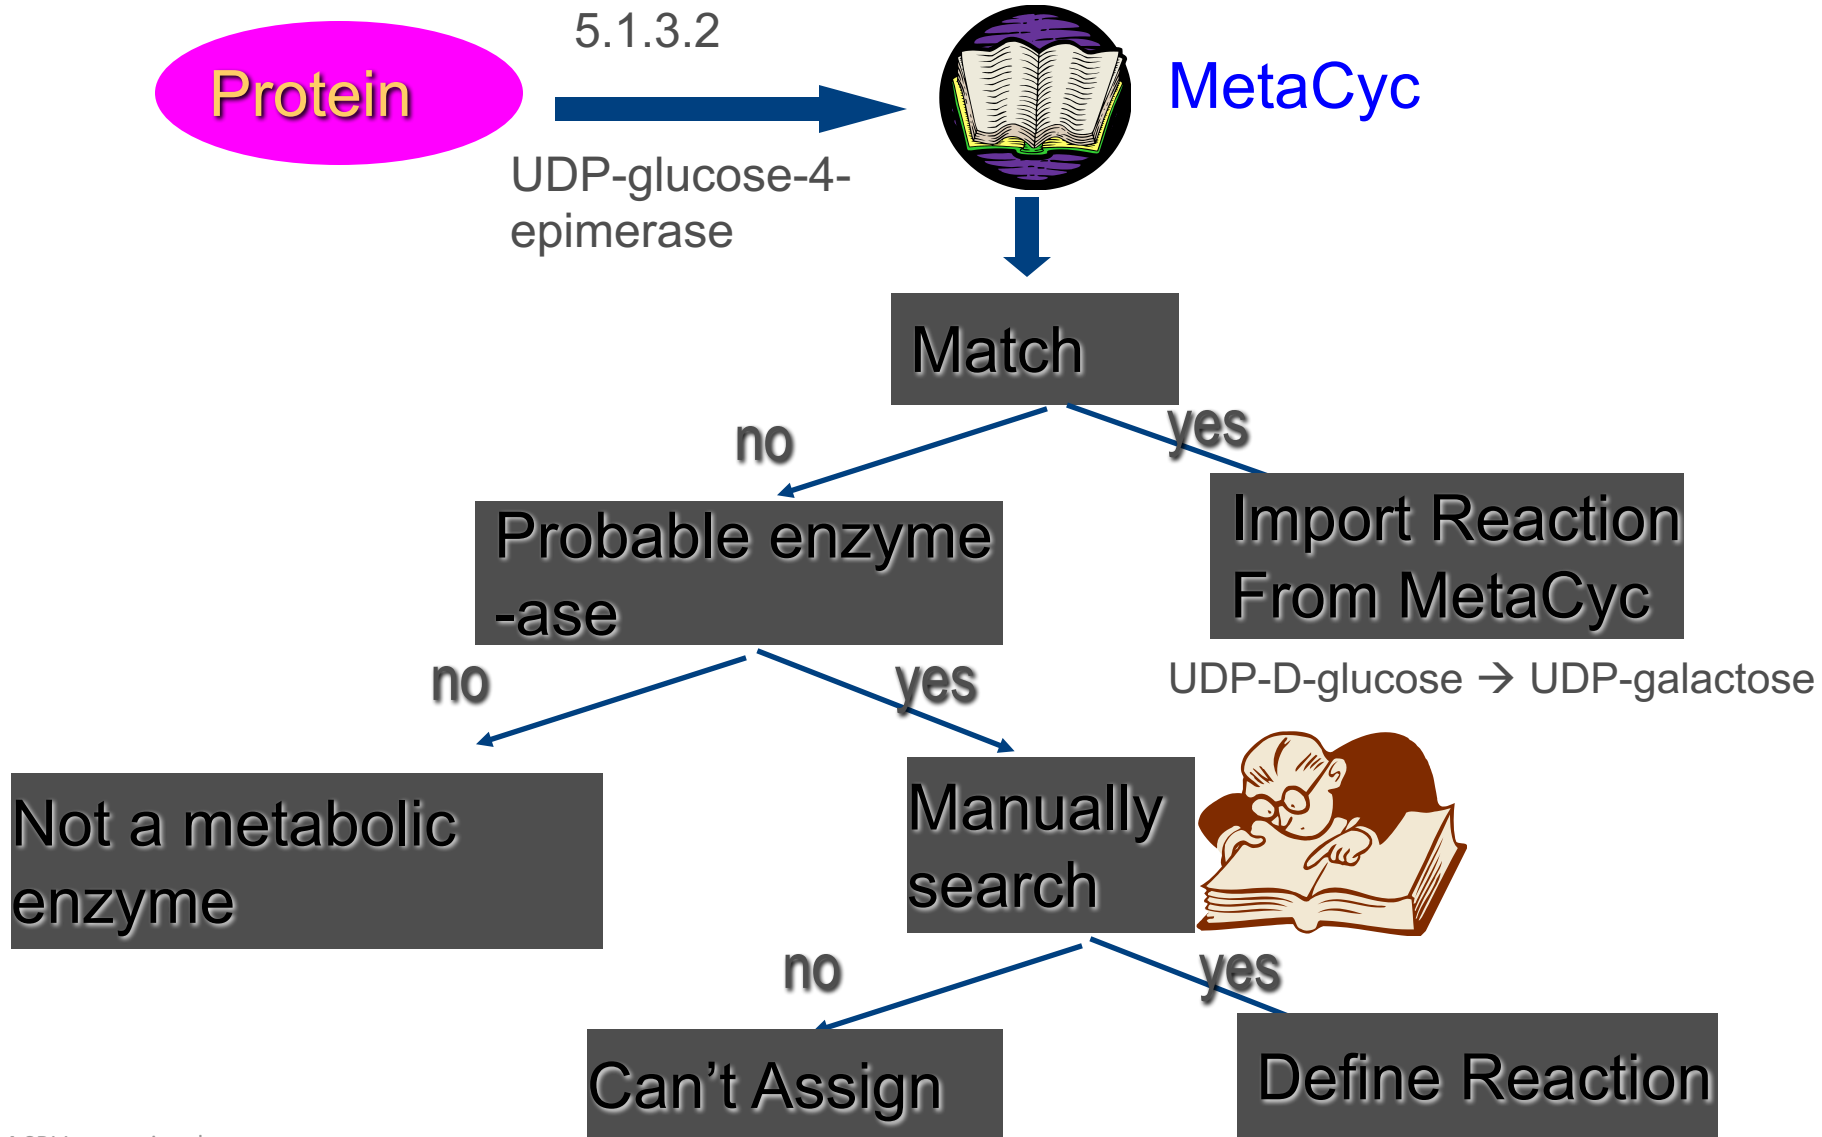 5.1.3.2
Protein
MetaCyc
UDP-glucose-4-
epimerase
Match
no
yes
Probable enzyme
-ase
Import Reaction
From MetaCyc
no
yes
UDP-D-glucose → UDP-galactose
Not a metabolic
enzyme
Manually
search
no
yes
Can’t Assign
Define Reaction